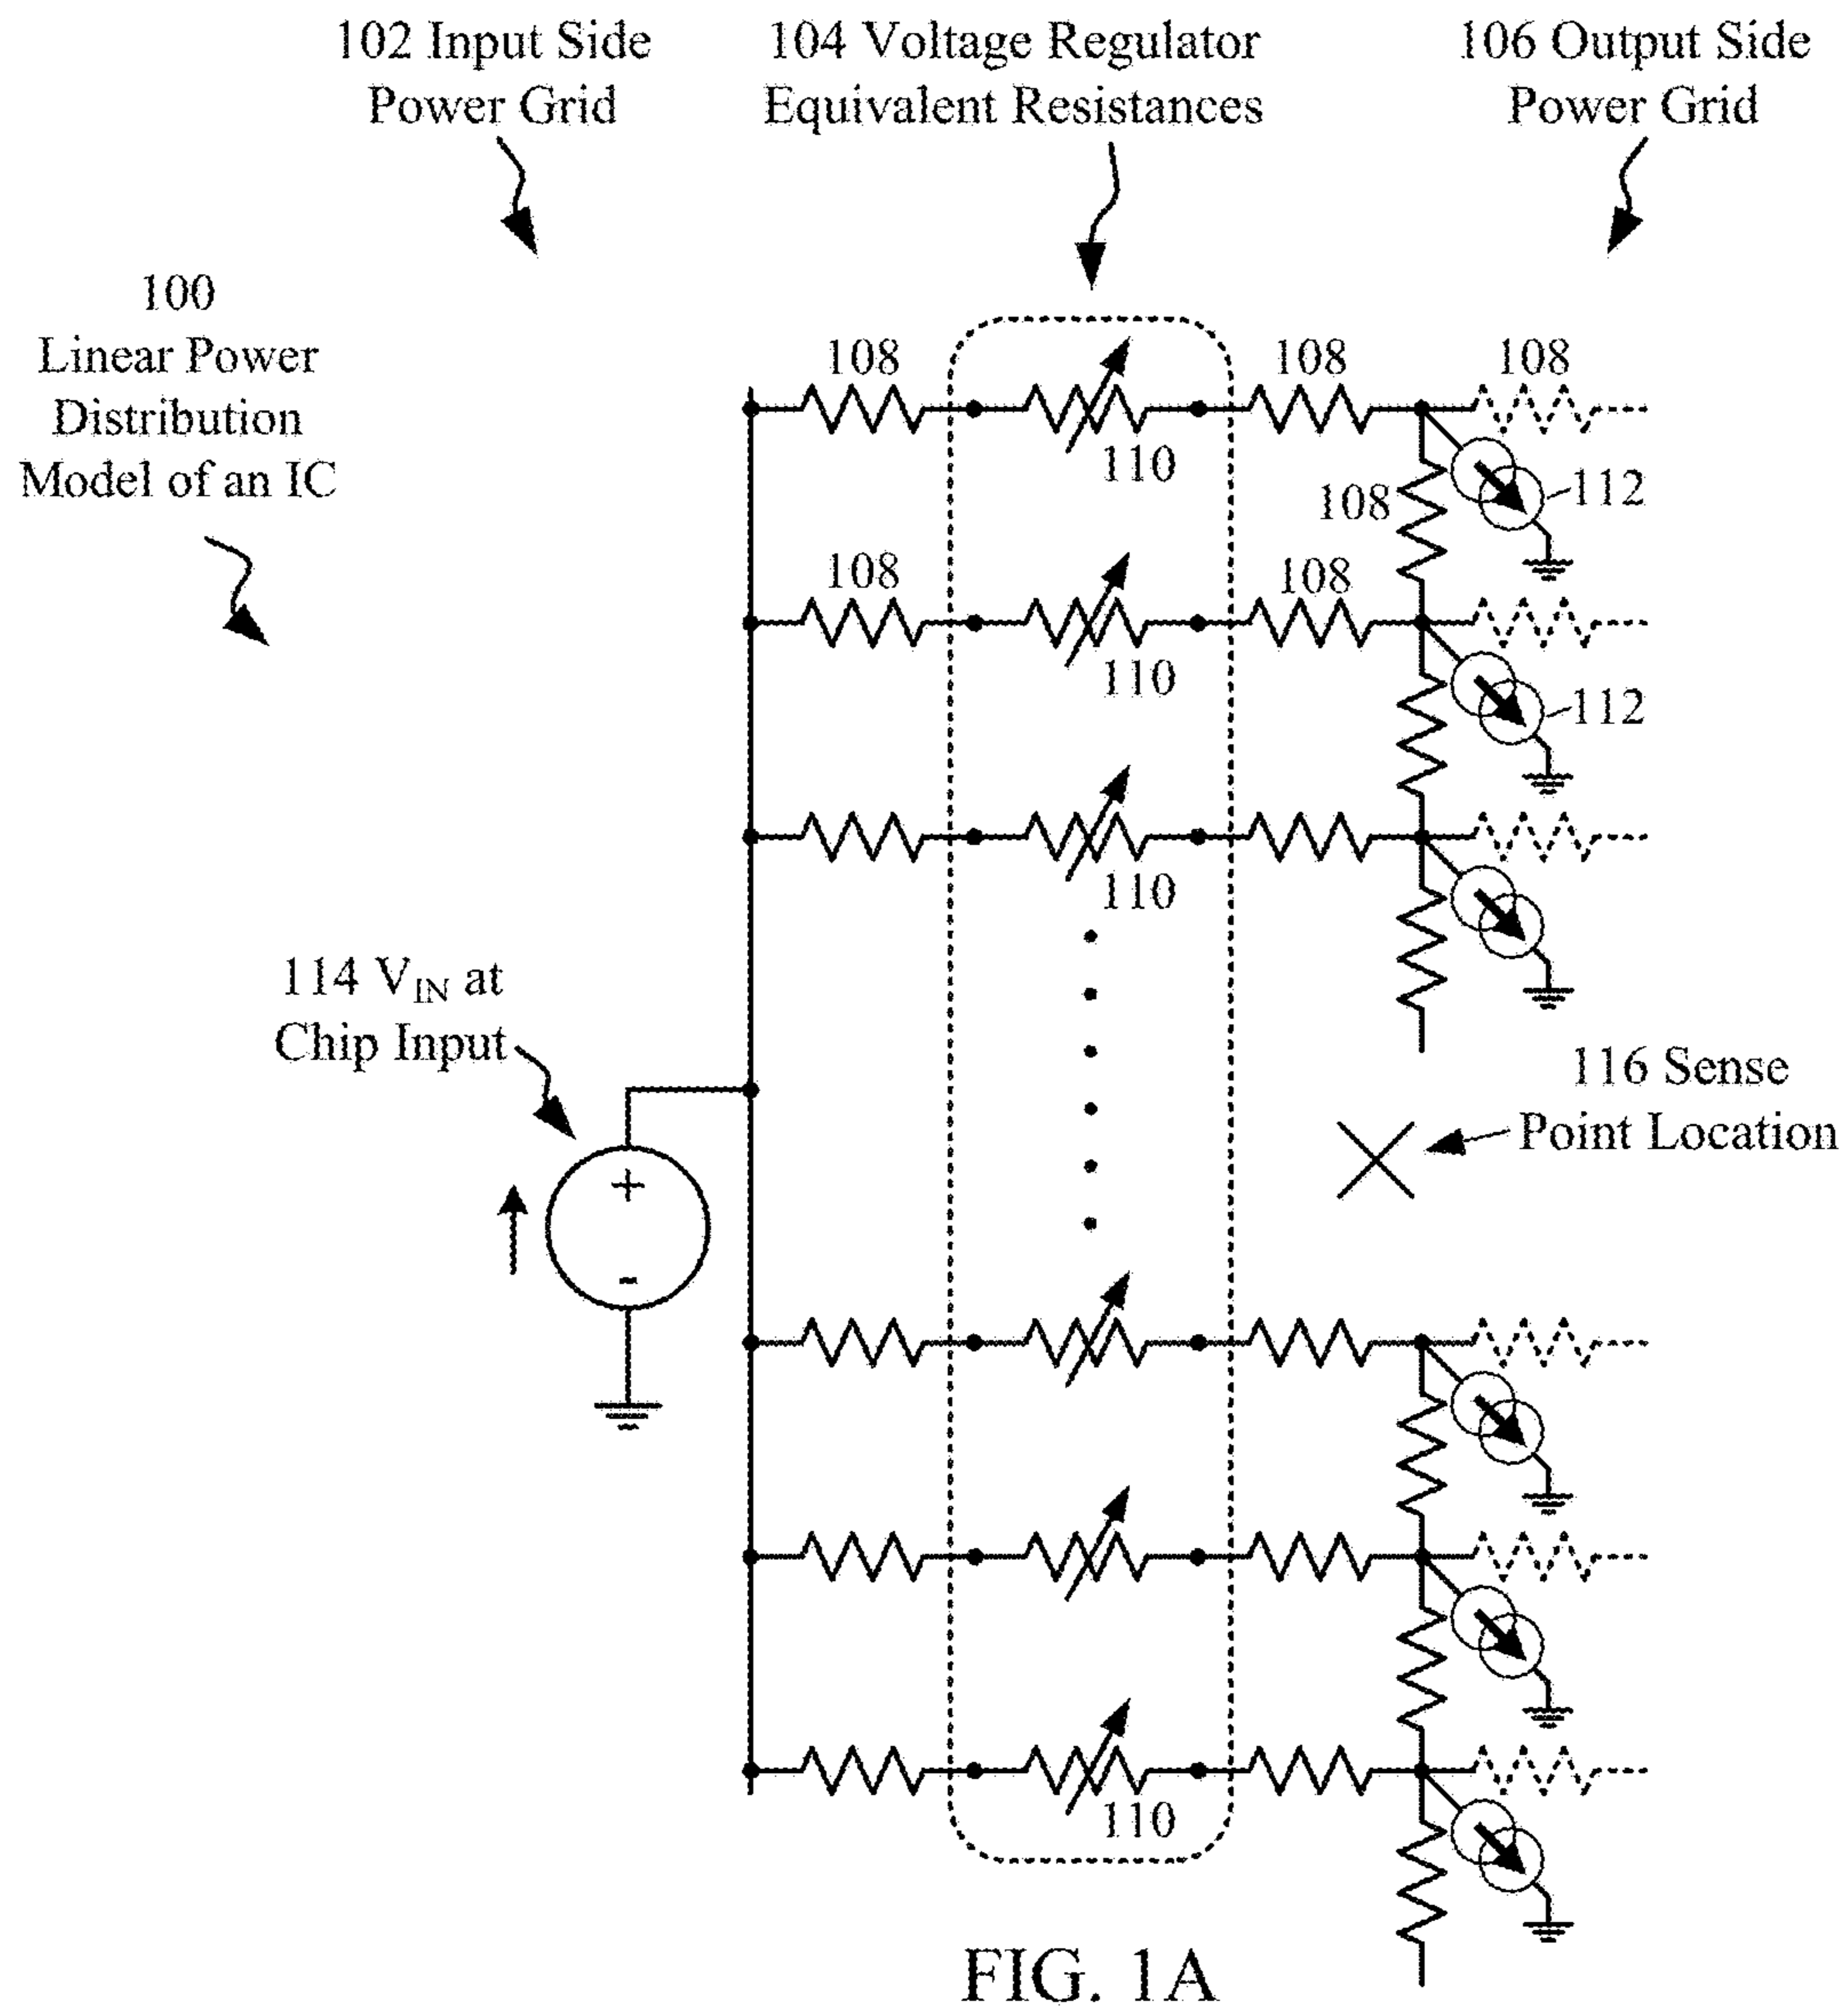 102 Input Side
Power Grid
104 Voltage Regulator
Equivalent Resistances
106 Output Side
Power Grid
100
Linear Power
Distribution
Model of an IC
108
108
108
110
108
112
108
108
110
112
110
114 VIN at
Chip Input
116 Sense
Point Location
+
-
110
FIG. 1A